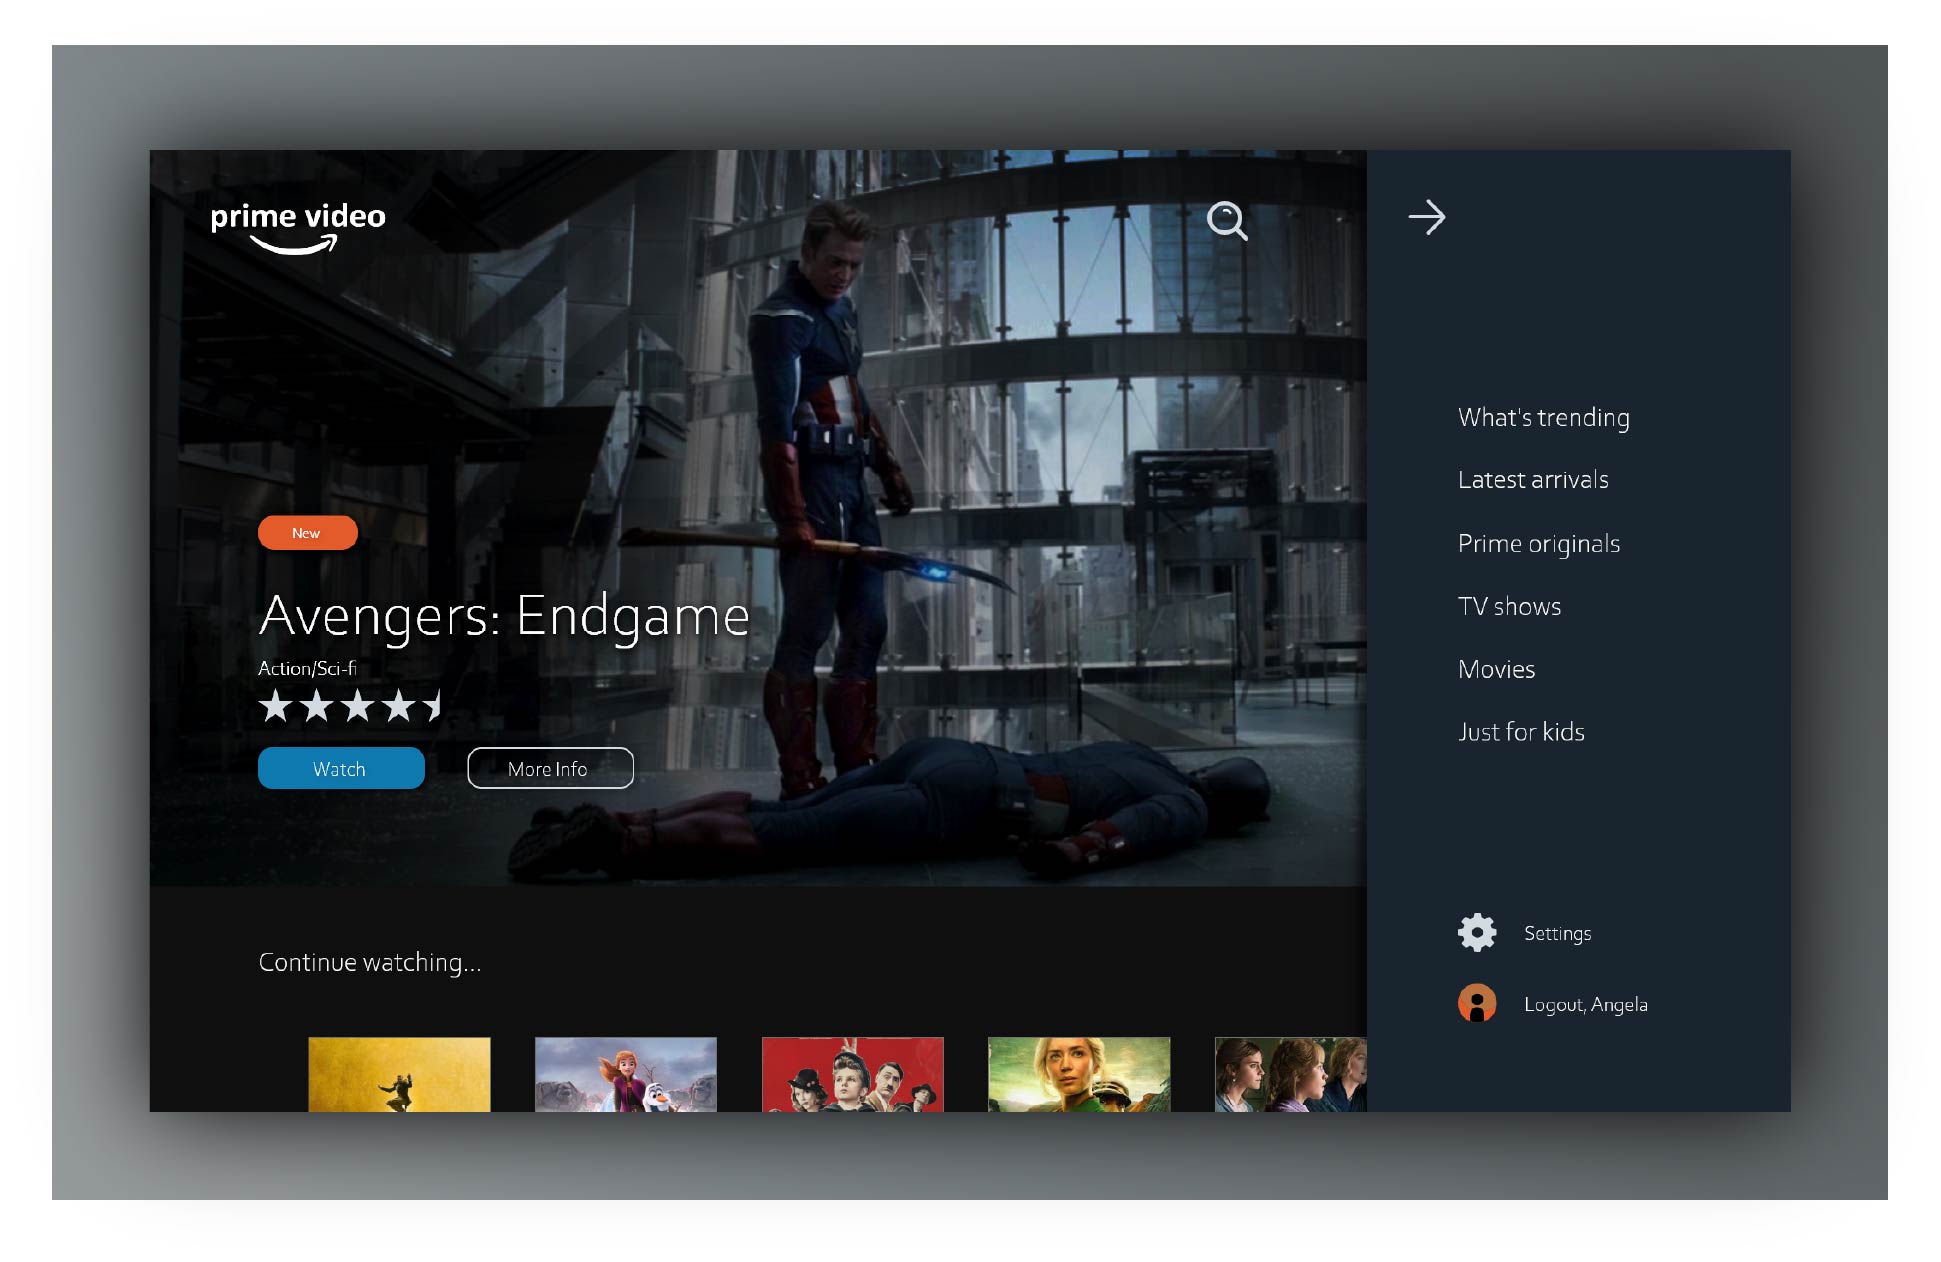 prime video
New
Avengers: Endgame
Action/Sci-fi
Watch
More Info
Continue watching...
What's trending
Latest arrivals
Prime originals
TV shows
Movies
Just for kids
Settings
Logout, Angela